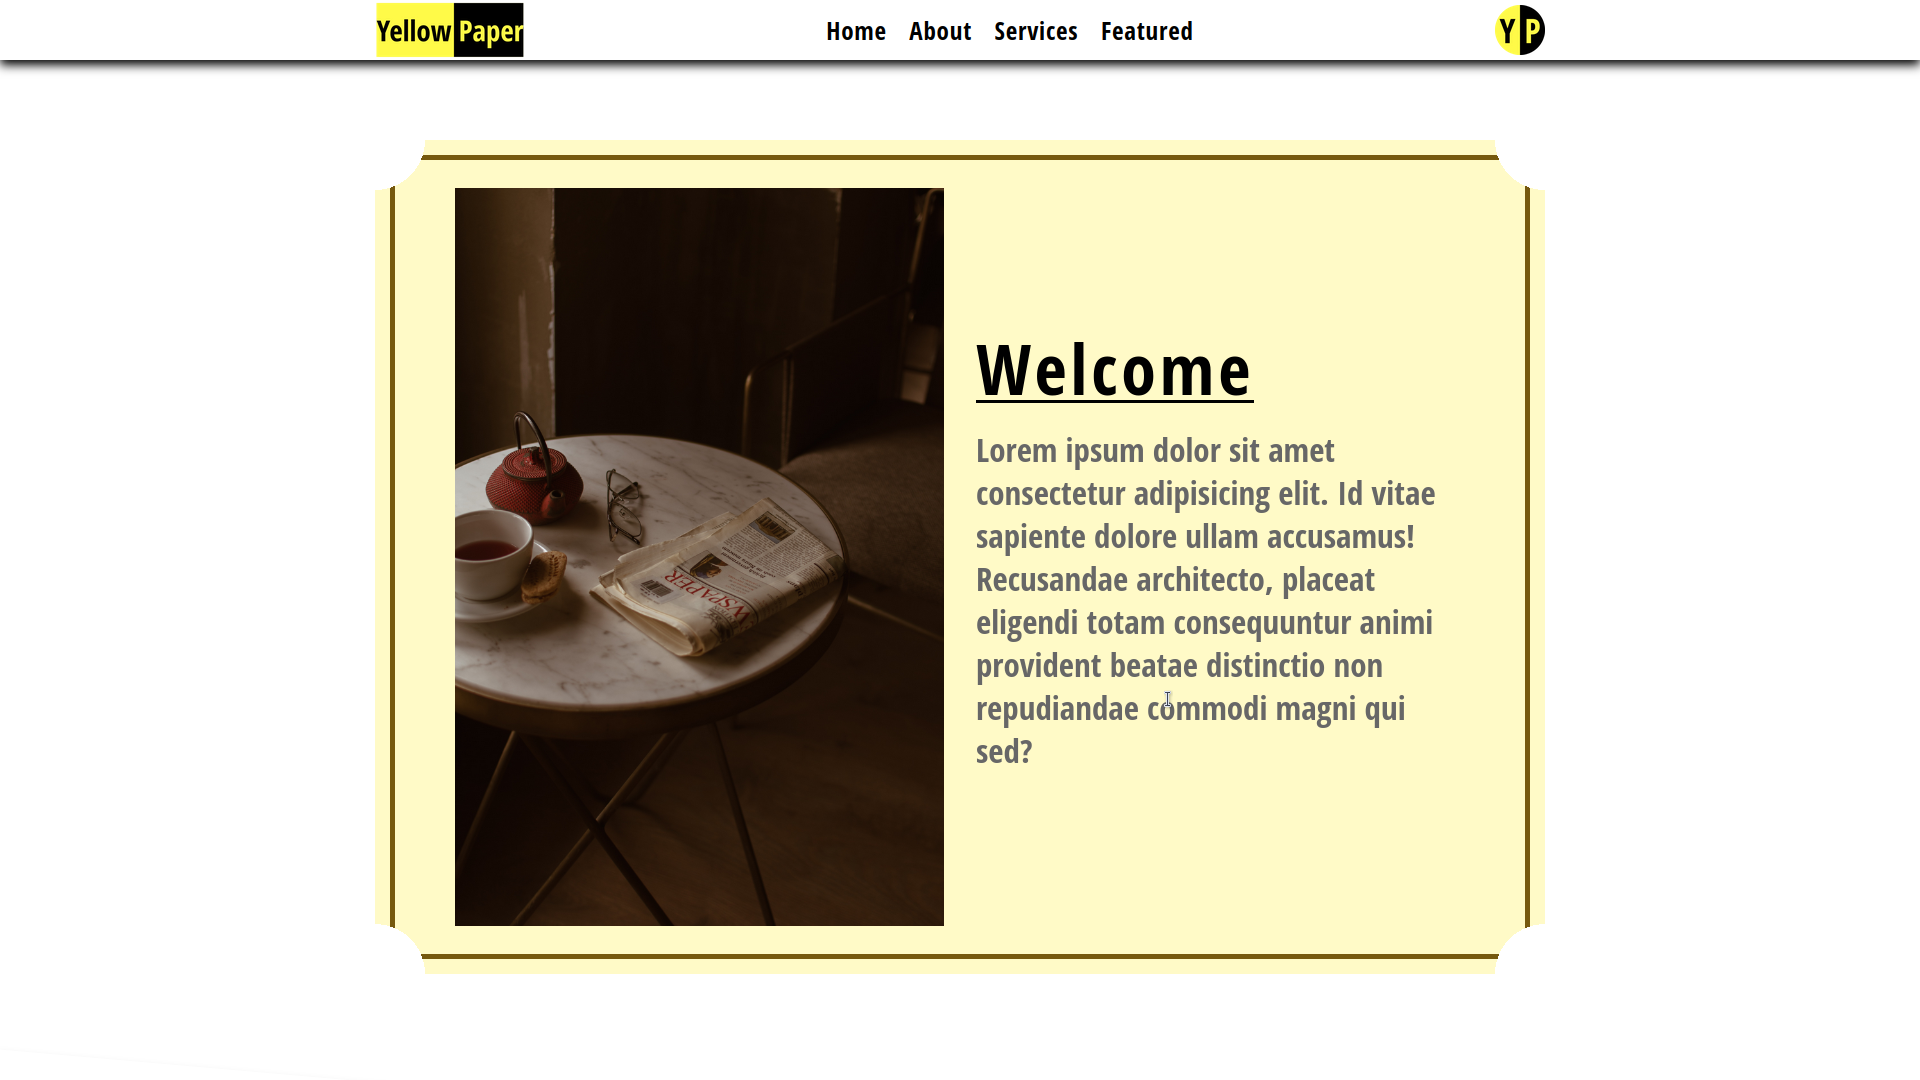 Yellow Paper
Home About Services Featured
Y P
Welcome
Lorem ipsum dolor sit amet
consectetur adipisicing elit. Id vitae
sapiente dolore ullam accusamus!
Recusandae architecto, placeat
eligendi totam consequuntur animi
provident beatae distinctio non
repudiandae commodi magni qui
sed?
WSPAPER